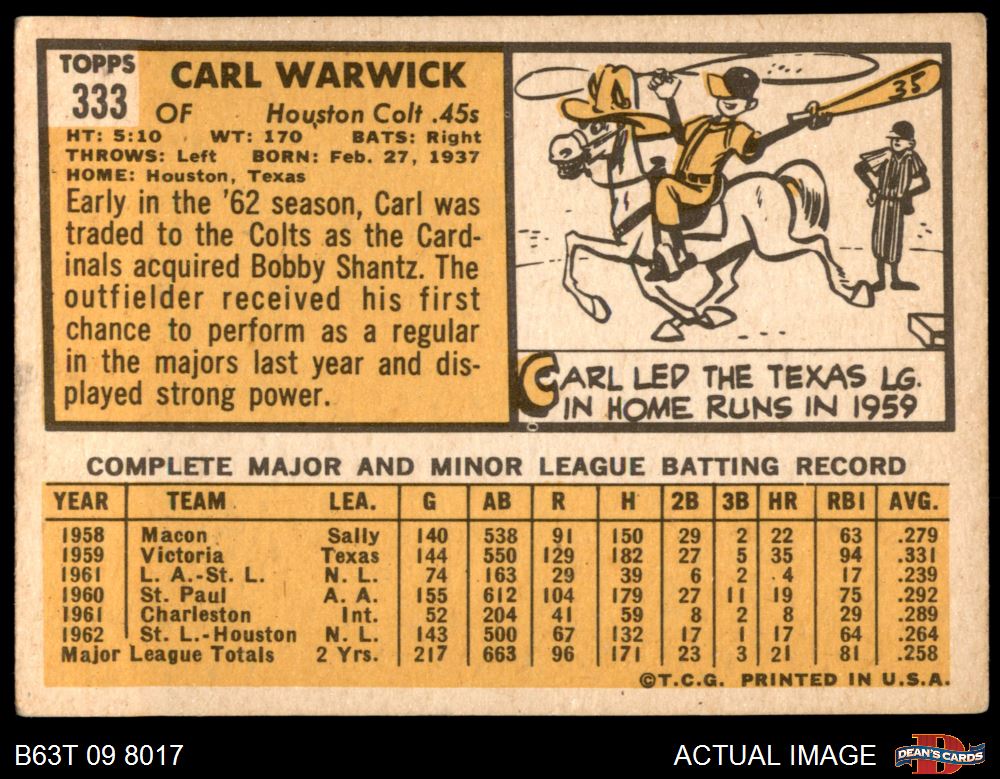 TOPPS
333
CARL WARWICK
OF Houston Colt .45s
HT: 5:10 WT: 170 BATS: Right
THROWS: Left BORN: Feb. 27, 1937
HOME: Houston, Texas
Early in the '62 season, Carl was
traded to the Colts as the Card-
inals acquired Bobby Shantz. The
outfielder received his first
chance to perform as a regular
in the majors last year and dis-
played strong power.
35
CARL LED THE TEXAS LG.
IN HOME RUNS IN 1959
COMPLETE MAJOR AND MINOR LEAGUE BATTING RECORD
YEAR TEAM LEA. G AB R H 2B 3B HR RBI AVG.
1958 Macon Sally 140 538 91 150 29 2 22 63 .279
1959 Victoria Texas 144 550 129 182 27 5 35 94 .331
1961 L. A.-St. L. N. L. 74 163 29 39 6 2 4 17 .239
1960 St. Paul A. A. 155 612 104 179 27 11 19 75 .292
1961 Charleston Int. 52 204 41 59 8 2 8 29 .289
1962 St. L.-Houston N. L. 143 500 67 132 17 1 17 64 .264
Major League Totals 2 Yrs. 217 663 96 171 23 3 21 81 .258
©T.C.G. PRINTED IN U.S.A.
B63T 09 8017
ACTUAL IMAGE
D
DEAN'S CARDS